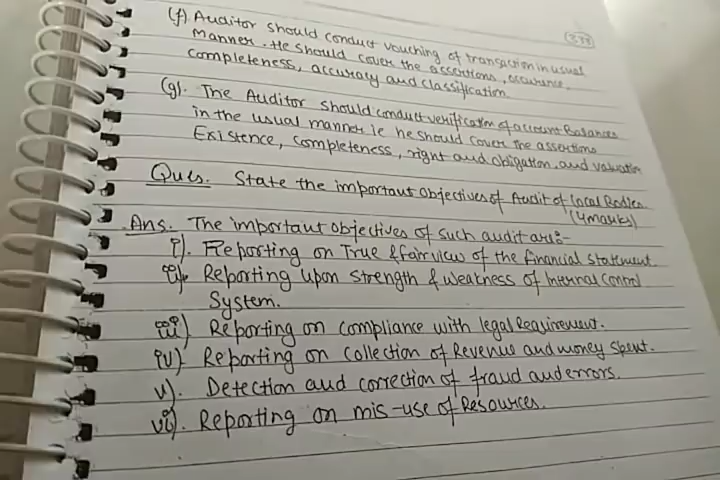 (237)
(f) Auditor should conduct vouching of transaction in usual
manner. He should cover the assertions, occurance,
completeness, accuracy and classification.
(g). The Auditor should conduct verification of account Balances
in the usual manner ie he should cover the assertions
Existence, completeness, right and obligation, and valuation
Ques. State the important objectives of Audit of Local Bodies.
(4 marks)
Ans. The important objectives of such audit are:-
i). Reporting on True & fair view of the financial statement.
ii). Reporting upon strength & weakness of Internal Control
System.
iii) Reporting on compliance with legal Requirement.
iv) Reporting on collection of Revenue and money spent.
v). Detection and correction of fraud and errors.
vi). Reporting on mis-use of Resources.